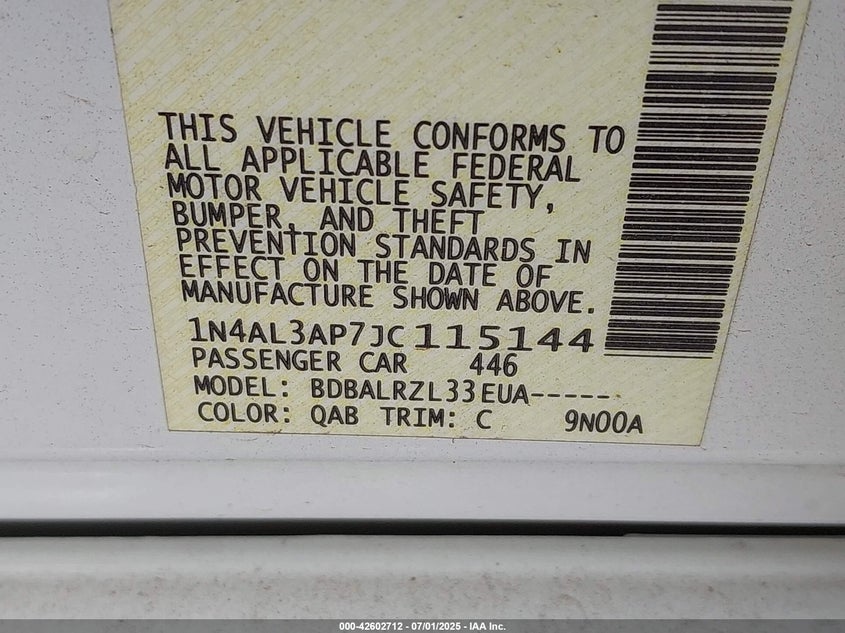 THIS VEHICLE CONFORMS TO
ALL APPLICABLE FEDERAL
MOTOR VEHICLE SAFETY,
BUMPER, AND THEFT
PREVENTION STANDARDS IN
EFFECT ON THE DATE OF
MANUFACTURE SHOWN ABOVE.
1N4AL3AP7JC115144
PASSENGER CAR 446
MODEL: BDBALRZL33EUA-----
COLOR: QAB TRIM: C 9N00A
000-42602712 - 07/01/2025 - IAA Inc.